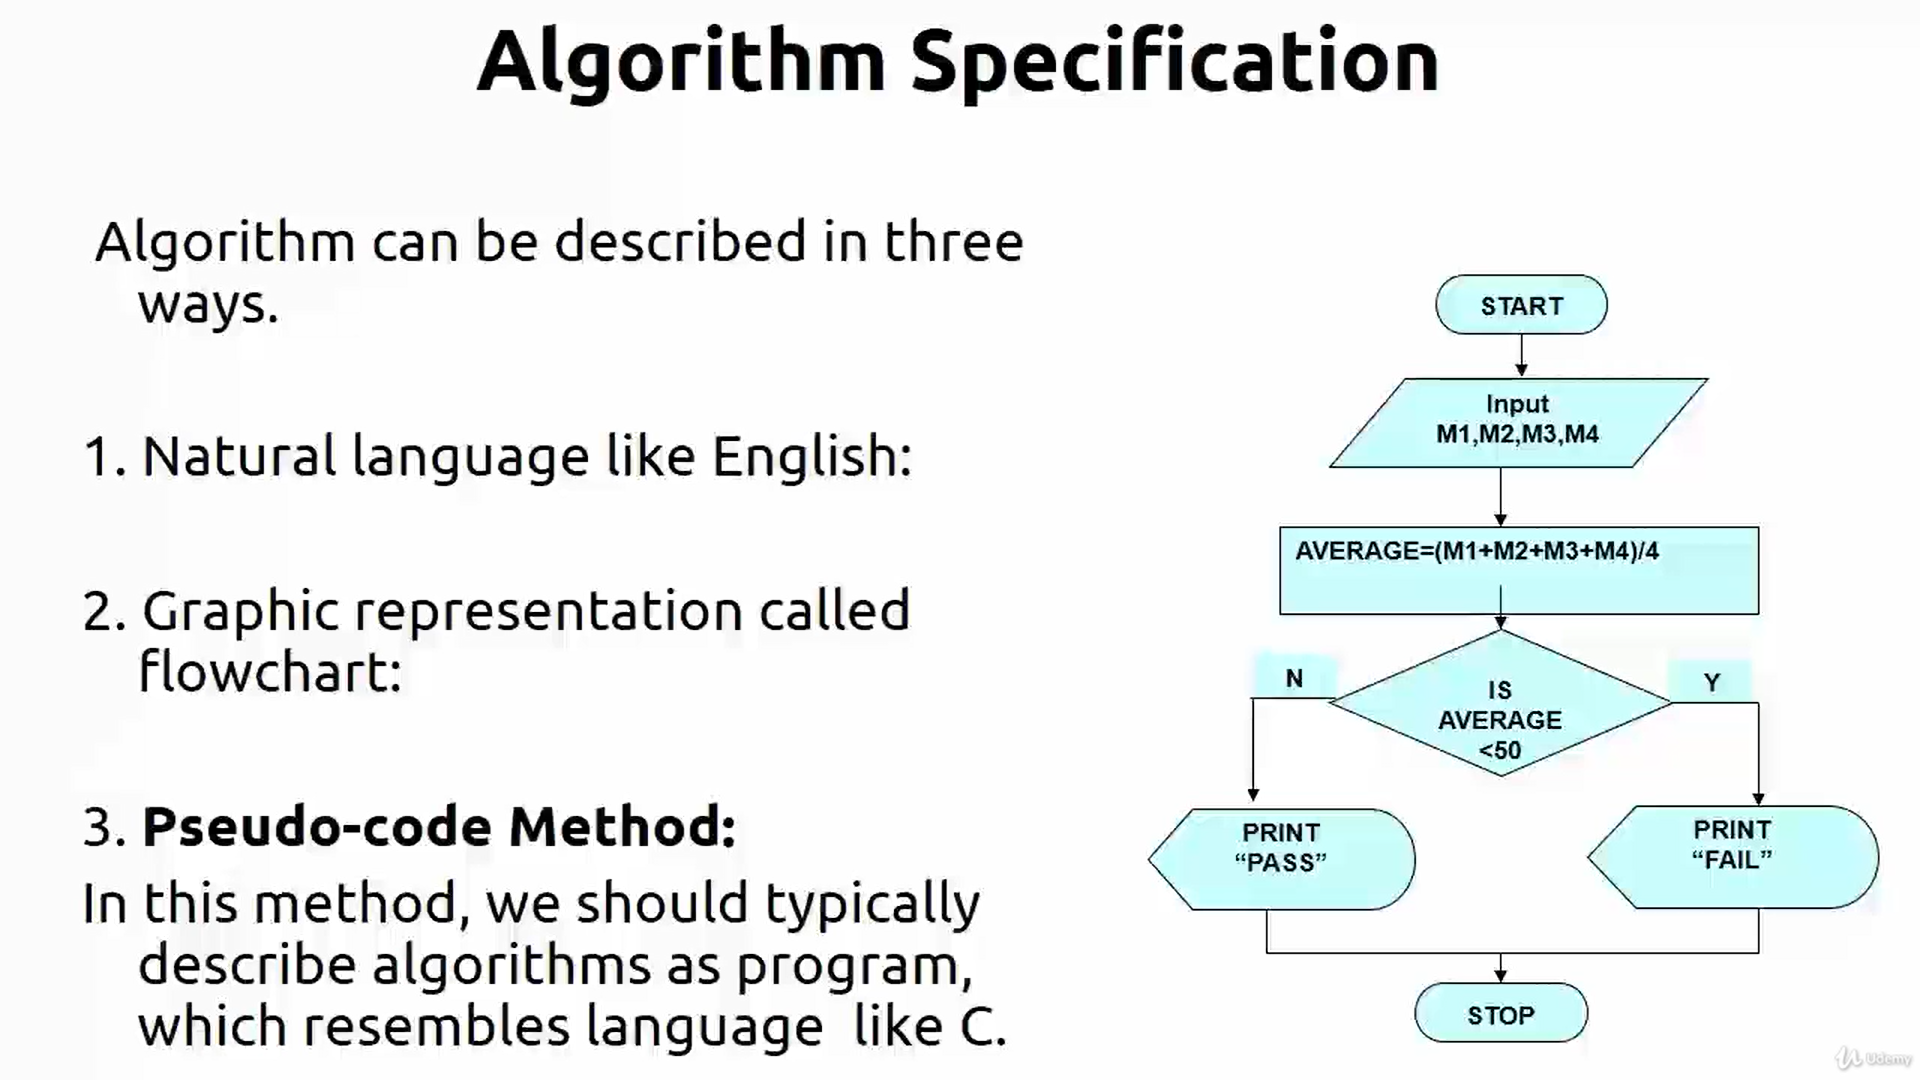 Algorithm Specification
Algorithm can be described in three
ways.
1. Natural language like English:
2. Graphic representation called
flowchart:
3. Pseudo-code Method:
In this method, we should typically
describe algorithms as program,
which resembles language like C.
START
Input
M1,M2,M3,M4
AVERAGE=(M1+M2+M3+M4)/4
N
IS
AVERAGE
<50
Y
PRINT
“PASS”
PRINT
“FAIL”
STOP
Udemy